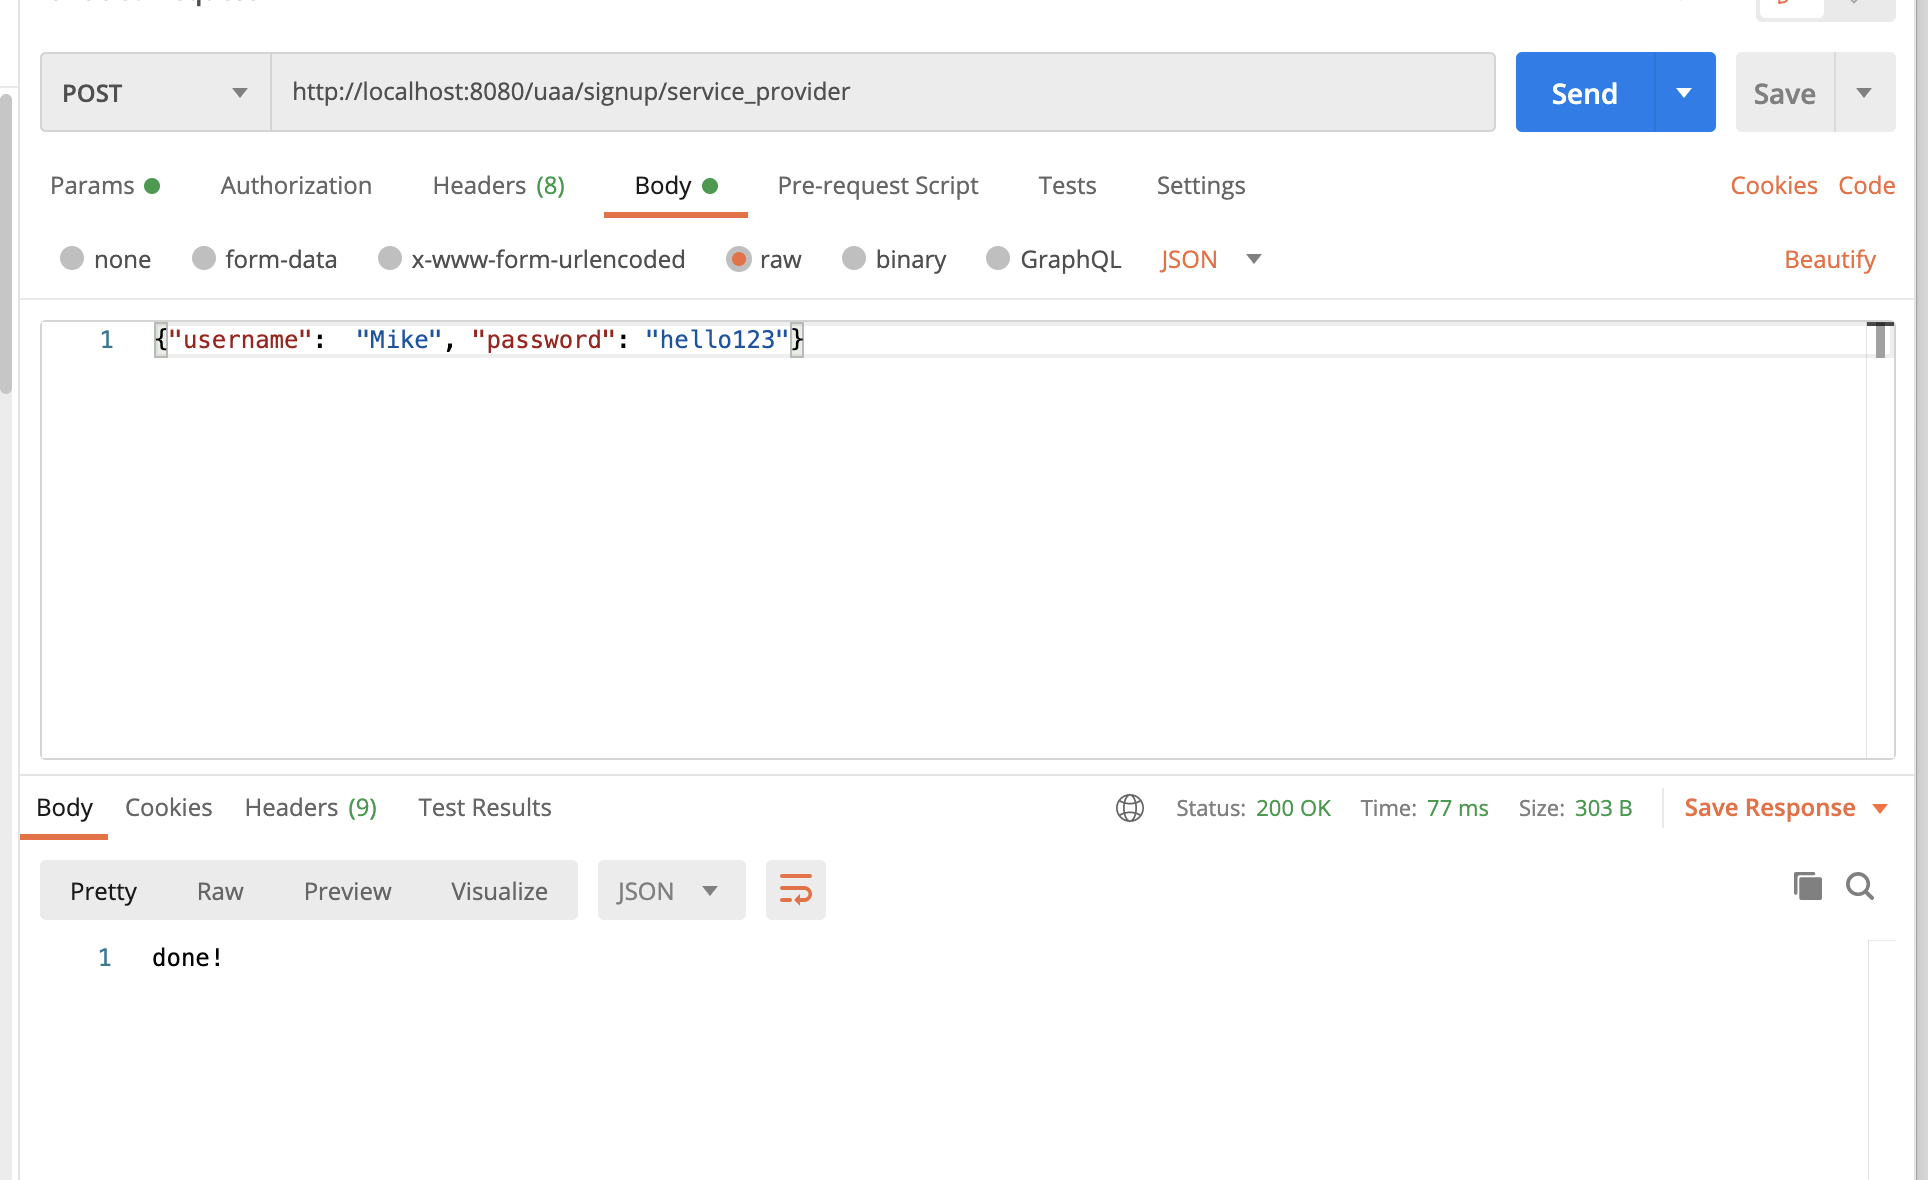 POST http://localhost:8080/uaa/signup/service_provider Send Save
Params Authorization Headers (8) Body Pre-request Script Tests Settings Cookies Code
none form-data x-www-form-urlencoded raw binary GraphQL JSON Beautify
1 {"username":  "Mike", "password": "hello123"}
Body Cookies Headers (9) Test Results Status: 200 OK Time: 77 ms Size: 303 B Save Response
Pretty Raw Preview Visualize JSON
1 done!